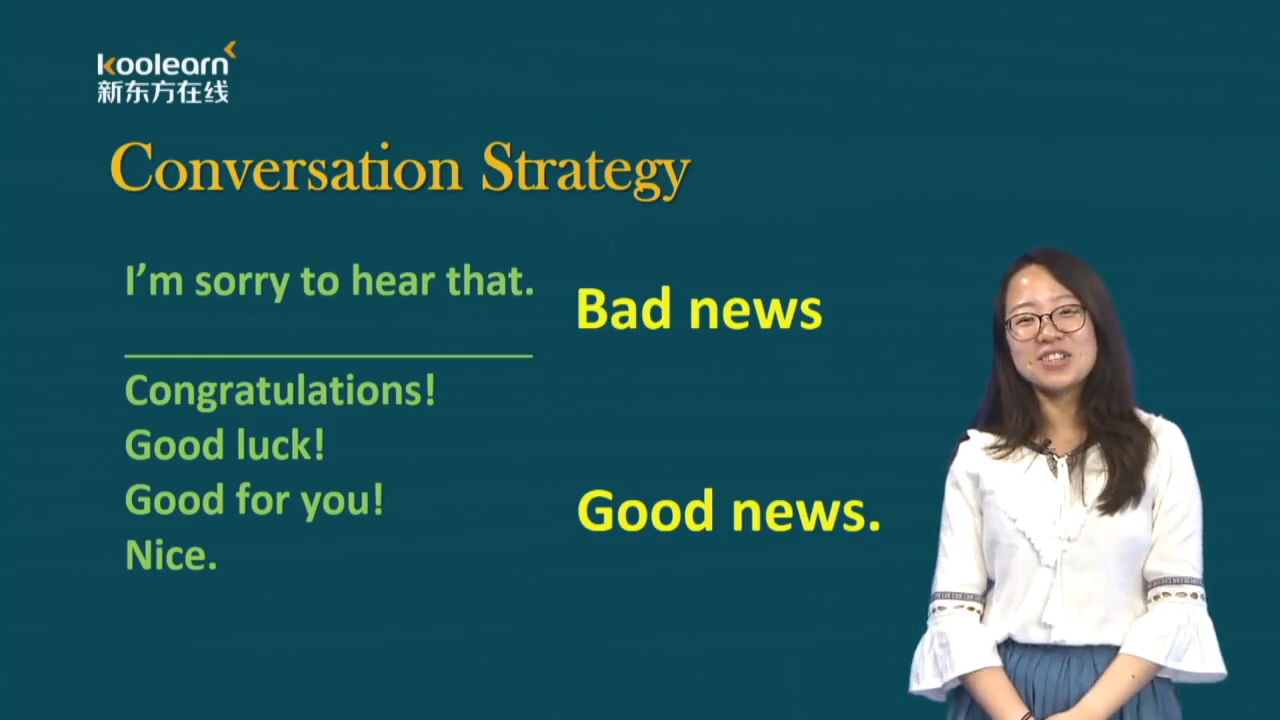 koolearn
新东方在线
Conversation Strategy
I'm sorry to hear that.
Bad news
Congratulations!
Good luck!
Good for you!
Nice.
Good news.